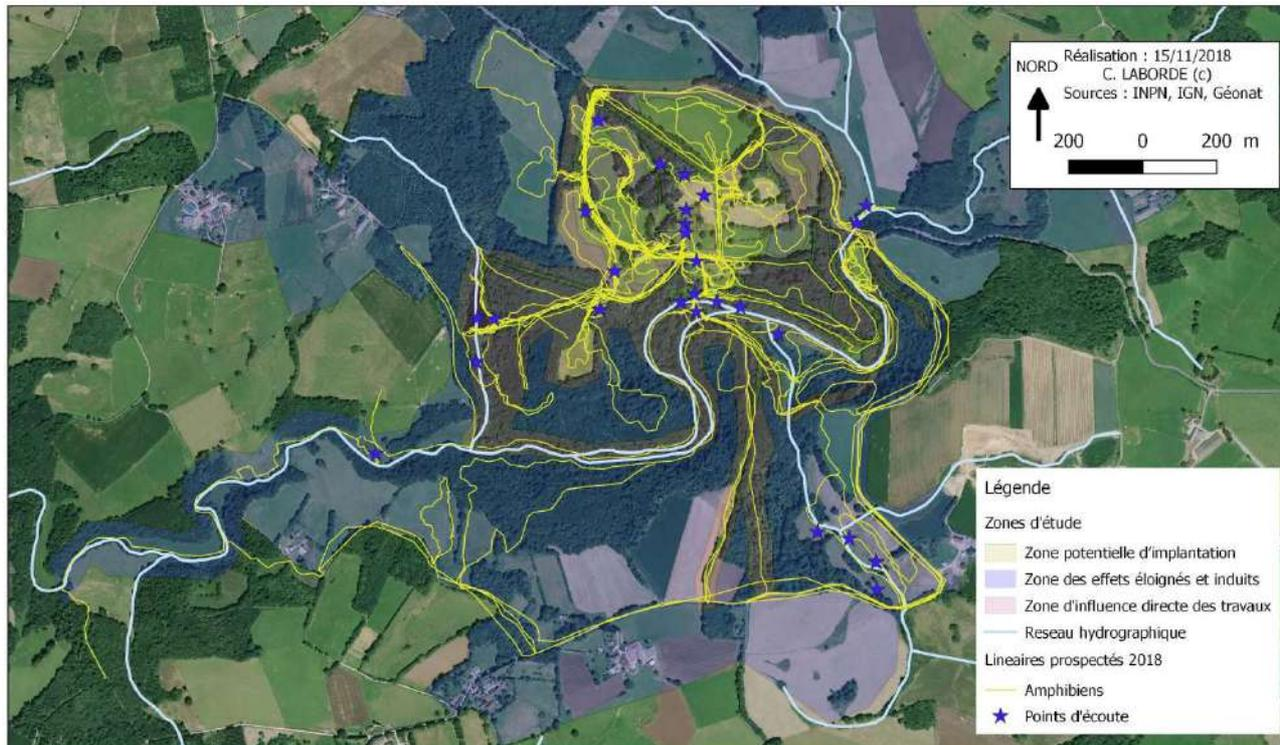 NORD
Réalisation : 15/11/2018
C. LABORDE (c)
Sources : INPN, IGN, Géonat
200 0 200 m
Légende
Zones d'étude
Zone potentielle d'implantation
Zone des effets éloignés et induits
Zone d'influence directe des travaux
Reseau hydrographique
Lineaires prospectés 2018
Amphibiens
Points d'écoute